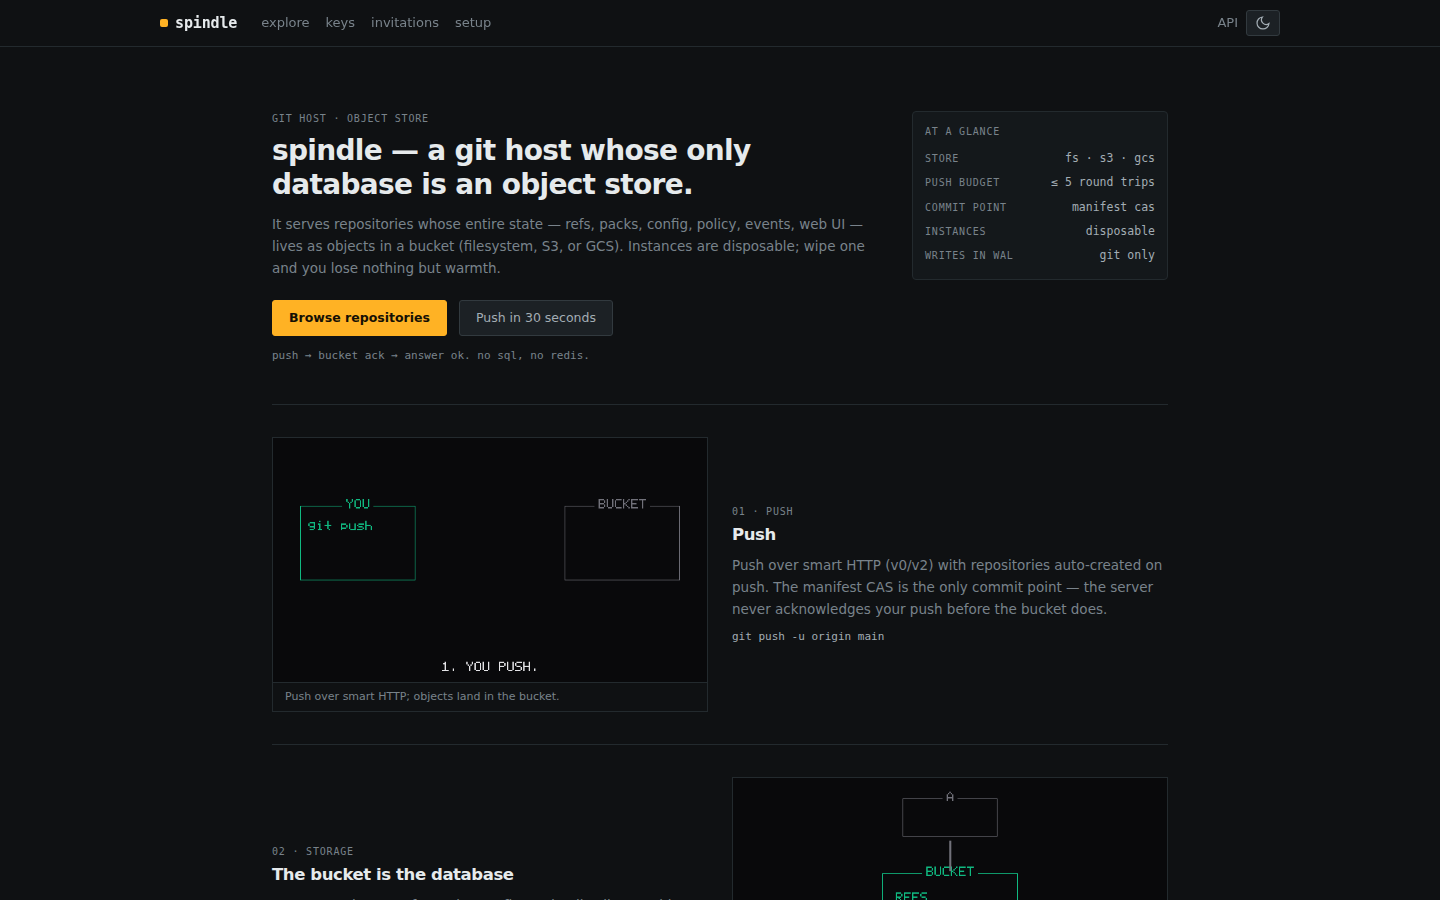 spindle explore keys invitations setup API
GIT HOST · OBJECT STORE
spindle — a git host whose only
database is an object store.
It serves repositories whose entire state — refs, packs, config, policy, events, web UI —
lives as objects in a bucket (filesystem, S3, or GCS). Instances are disposable; wipe one
and you lose nothing but warmth.
Browse repositories Push in 30 seconds
push → bucket ack → answer ok. no sql, no redis.
AT A GLANCE
STORE fs · s3 · gcs
PUSH BUDGET ≤ 5 round trips
COMMIT POINT manifest cas
INSTANCES disposable
WRITES IN WAL git only
YOU BUCKET
git push
1. YOU PUSH.
Push over smart HTTP; objects land in the bucket.
01 · PUSH
Push
Push over smart HTTP (v0/v2) with repositories auto-created on
push. The manifest CAS is the only commit point — the server
never acknowledges your push before the bucket does.
git push -u origin main
02 · STORAGE
The bucket is the database
A
BUCKET
REFS